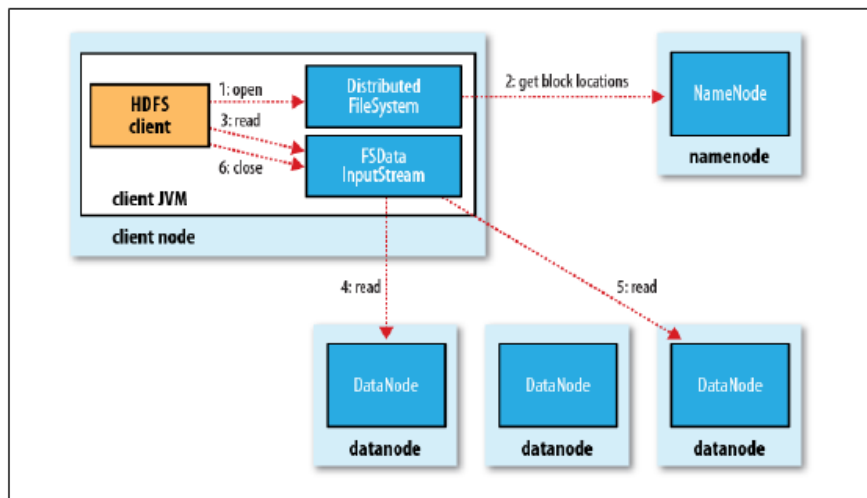 HDFS
client
1: open
3: read
6: close
Distributed
FileSystem
FSData
InputStream
client JVM
client node
2: get block locations
NameNode
namenode
4: read
5: read
DataNode
datanode
DataNode
datanode
DataNode
datanode